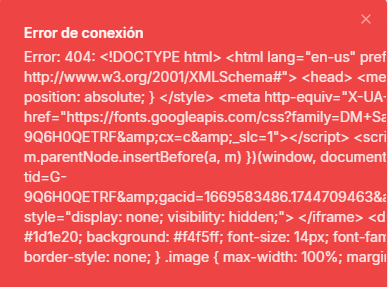 Error de conexión
Error: 404: <!DOCTYPE html> <html lang="en-us" pref
http://www.w3.org/2001/XMLSchema#"> <head> <me
position: absolute; } </style> <meta http-equiv="X-UA-
href="https://fonts.googleapis.com/css?family=DM+Sa
9Q6H0QETRF&amp;cx=c&amp;_slc=1"></script> <scri
m.parentNode.insertBefore(a, m) })(window, document
tid=G-
9Q6H0QETRF&amp;gacid=1669583486.1744709463&a
style="display: none; visibility: hidden;"> </iframe> <d
#1d1e20; background: #f4f5ff; font-size: 14px; font-fam
border-style: none; } .image { max-width: 100%; margin